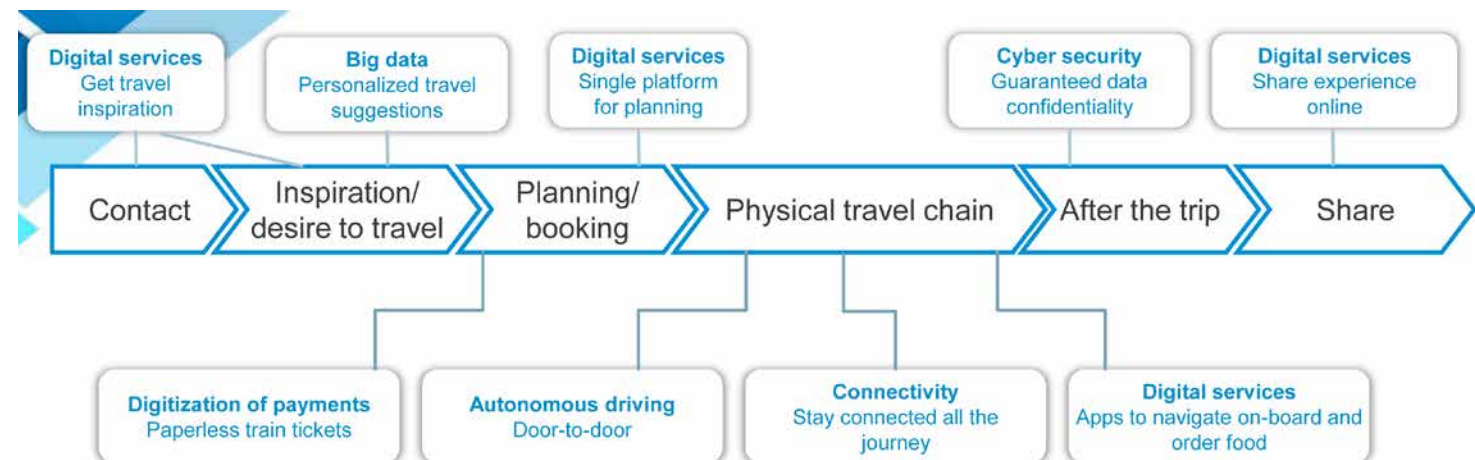 Digital services
Get travel
inspiration
Big data
Personalized travel
suggestions
Digital services
Single platform
for planning
Cyber security
Guaranteed data
confidentiality
Digital services
Share experience
online
Contact
Inspiration/
desire to travel
Planning/
booking
Physical travel chain
After the trip
Share
Digitization of payments
Paperless train tickets
Autonomous driving
Door-to-door
Connectivity
Stay connected all the
journey
Digital services
Apps to navigate on-board and
order food